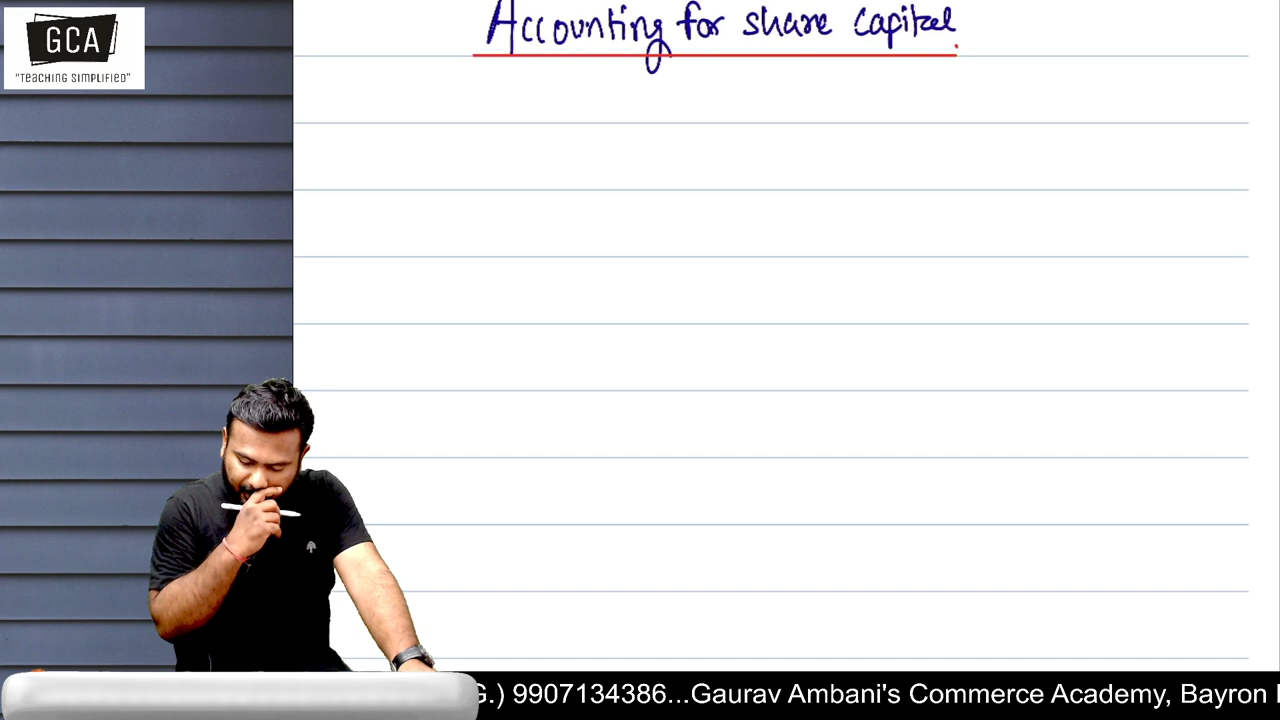 Accounting for share capital
GCA
"TEACHING SIMPLIFIED"
G.) 9907134386...Gaurav Ambani's Commerce Academy, Bayron